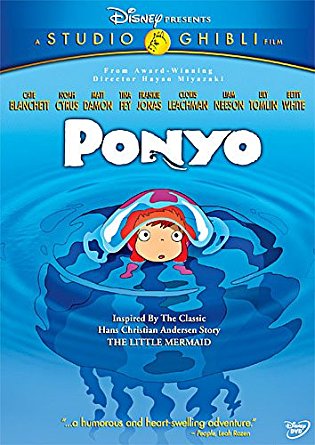 DISNEY PRESENTS
A STUDIO GHIBLI FILM
From Award-Winning
Director Hayao Miyazaki
CATE NOAH MATT TINA FRANKIE CLORIS LIAM LILY BETTY
BLANCHETT CYRUS DAMON FEY JONAS LEACHMAN NEESON TOMLIN WHITE
PONYO
Inspired By The Classic
Hans Christian Andersen Story
THE LITTLE MERMAID
"...a humorous and heart-swelling adventure."
– People, Leah Rozen
Disney
DVD